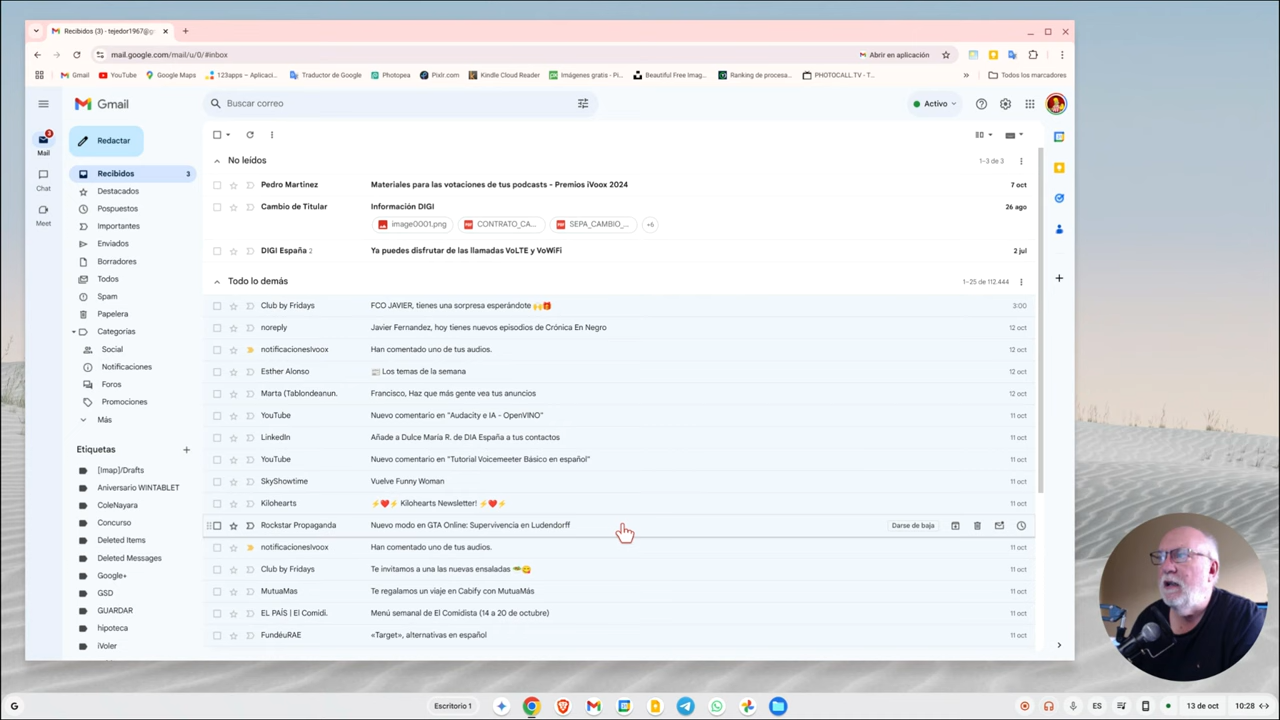 Recibidos (3) - tejedor1967@g
mail.google.com/mail/u/0/#inbox
Abrir en aplicación
Gmail
YouTube
Google Maps
123apps – Aplicaci...
Traductor de Google
Photopea
Pixlr.com
Kindle Cloud Reader
Imágenes gratis - Pi...
Beautiful Free Imag...
Ranking de procesa...
PHOTOCALL.TV - T...
»
Todos los marcadores
Gmail
Buscar correo
Activo
3
Mail
Chat
Meet
Redactar
Recibidos 3
Destacados
Pospuestos
Importantes
Enviados
Borradores
Todos
Spam
Papelera
Categorías
Social
Notificaciones
Foros
Promociones
Más
Etiquetas
[Imap]/Drafts
Aniversario WINTABLET
ColeNayara
Concurso
Deleted Items
Deleted Messages
Google+
GSD
GUARDAR
hipoteca
iVoler
No leídos 1–3 de 3
Pedro Martinez Materiales para las votaciones de tus podcasts - Premios iVoox 2024 7 oct
Cambio de Titular Información DIGI 26 ago
image0001.png CONTRATO_CA... SEPA_CAMBIO_... +6
DIGI España 2 Ya puedes disfrutar de las llamadas VoLTE y VoWiFi 2 jul
Todo lo demás 1–25 de 112.444
Club by Fridays FCO JAVIER, tienes una sorpresa esperándote 🙌🎁 3:00
noreply Javier Fernandez, hoy tienes nuevos episodios de Crónica En Negro 12 oct
notificacionesIvoox Han comentado uno de tus audios. 12 oct
Esther Alonso 📰 Los temas de la semana 12 oct
Marta (Tablondeanun. Francisco, Haz que más gente vea tus anuncios 12 oct
YouTube Nuevo comentario en "Audacity e IA - OpenVINO" 11 oct
LinkedIn Añade a Dulce María R. de DIA España a tus contactos 11 oct
YouTube Nuevo comentario en "Tutorial Voicemeeter Básico en español" 11 oct
SkyShowtime Vuelve Funny Woman 11 oct
Kilohearts ⚡❤️⚡ Kilohearts Newsletter! ⚡❤️⚡ 11 oct
Rockstar Propaganda Nuevo modo en GTA Online: Supervivencia en Ludendorff Darse de baja
notificacionesIvoox Han comentado uno de tus audios. 11 oct
Club by Fridays Te invitamos a una las nuevas ensaladas 🥗😋 11 oct
MutuaMas Te regalamos un viaje en Cabify con MutuaMás 11 oct
EL PAÍS | El Comidi. Menú semanal de El Comidista (14 a 20 de octubre) 11 oct
FundéuRAE «Target», alternativas en español 11 oct
G
Escritorio 1
ES
13 de oct
10:28